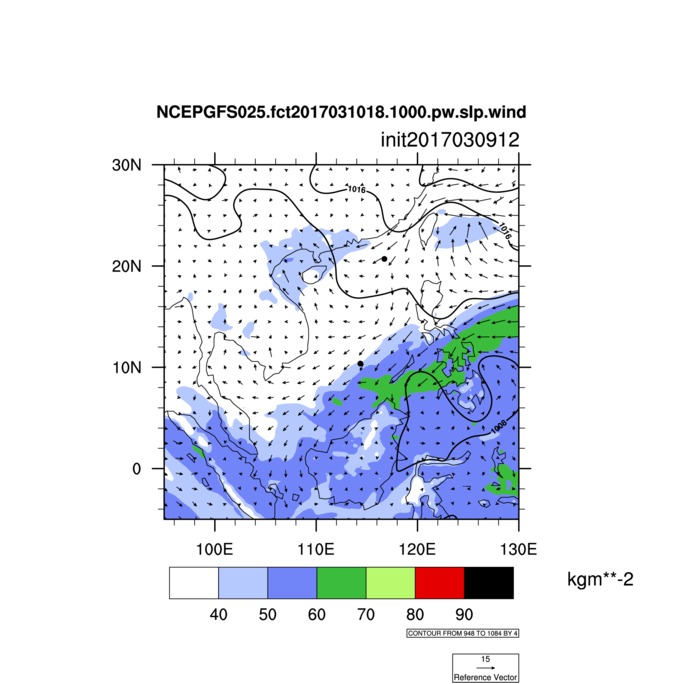 NCEPGFS025.fct2017031018.1000.pw.slp.wind
init2017030912
30N
1016
1016
20N
10N
1008
0
100E 110E 120E 130E
kgm**-2
40 50 60 70 80 90
CONTOUR FROM 948 TO 1084 BY 4
15
Reference Vector